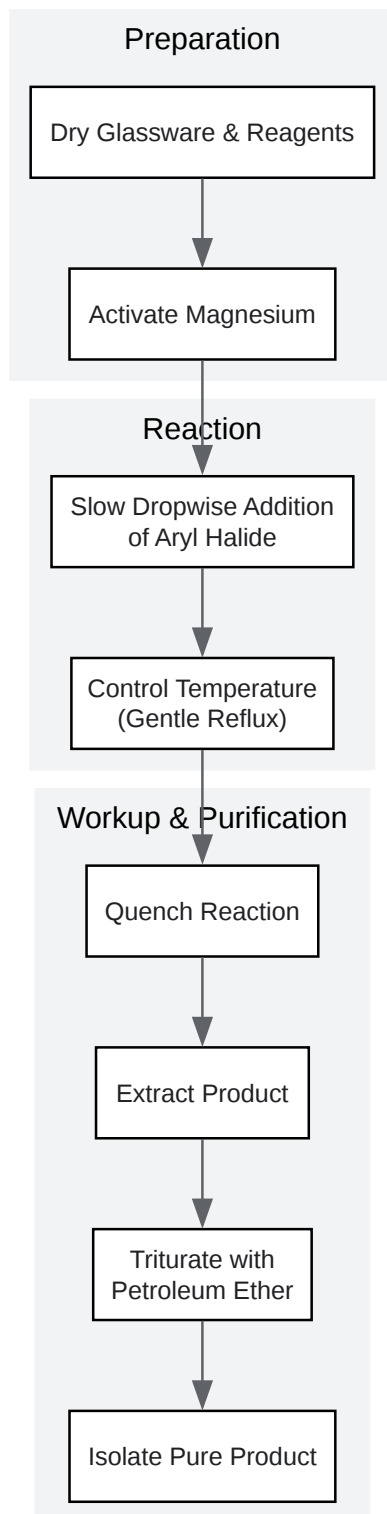 Preparation
Dry Glassware & Reagents
Activate Magnesium
Reaction
Slow Dropwise Addition
of Aryl Halide
Control Temperature
(Gentle Reflux)
Workup & Purification
Quench Reaction
Extract Product
Triturate with
Petroleum Ether
Isolate Pure Product